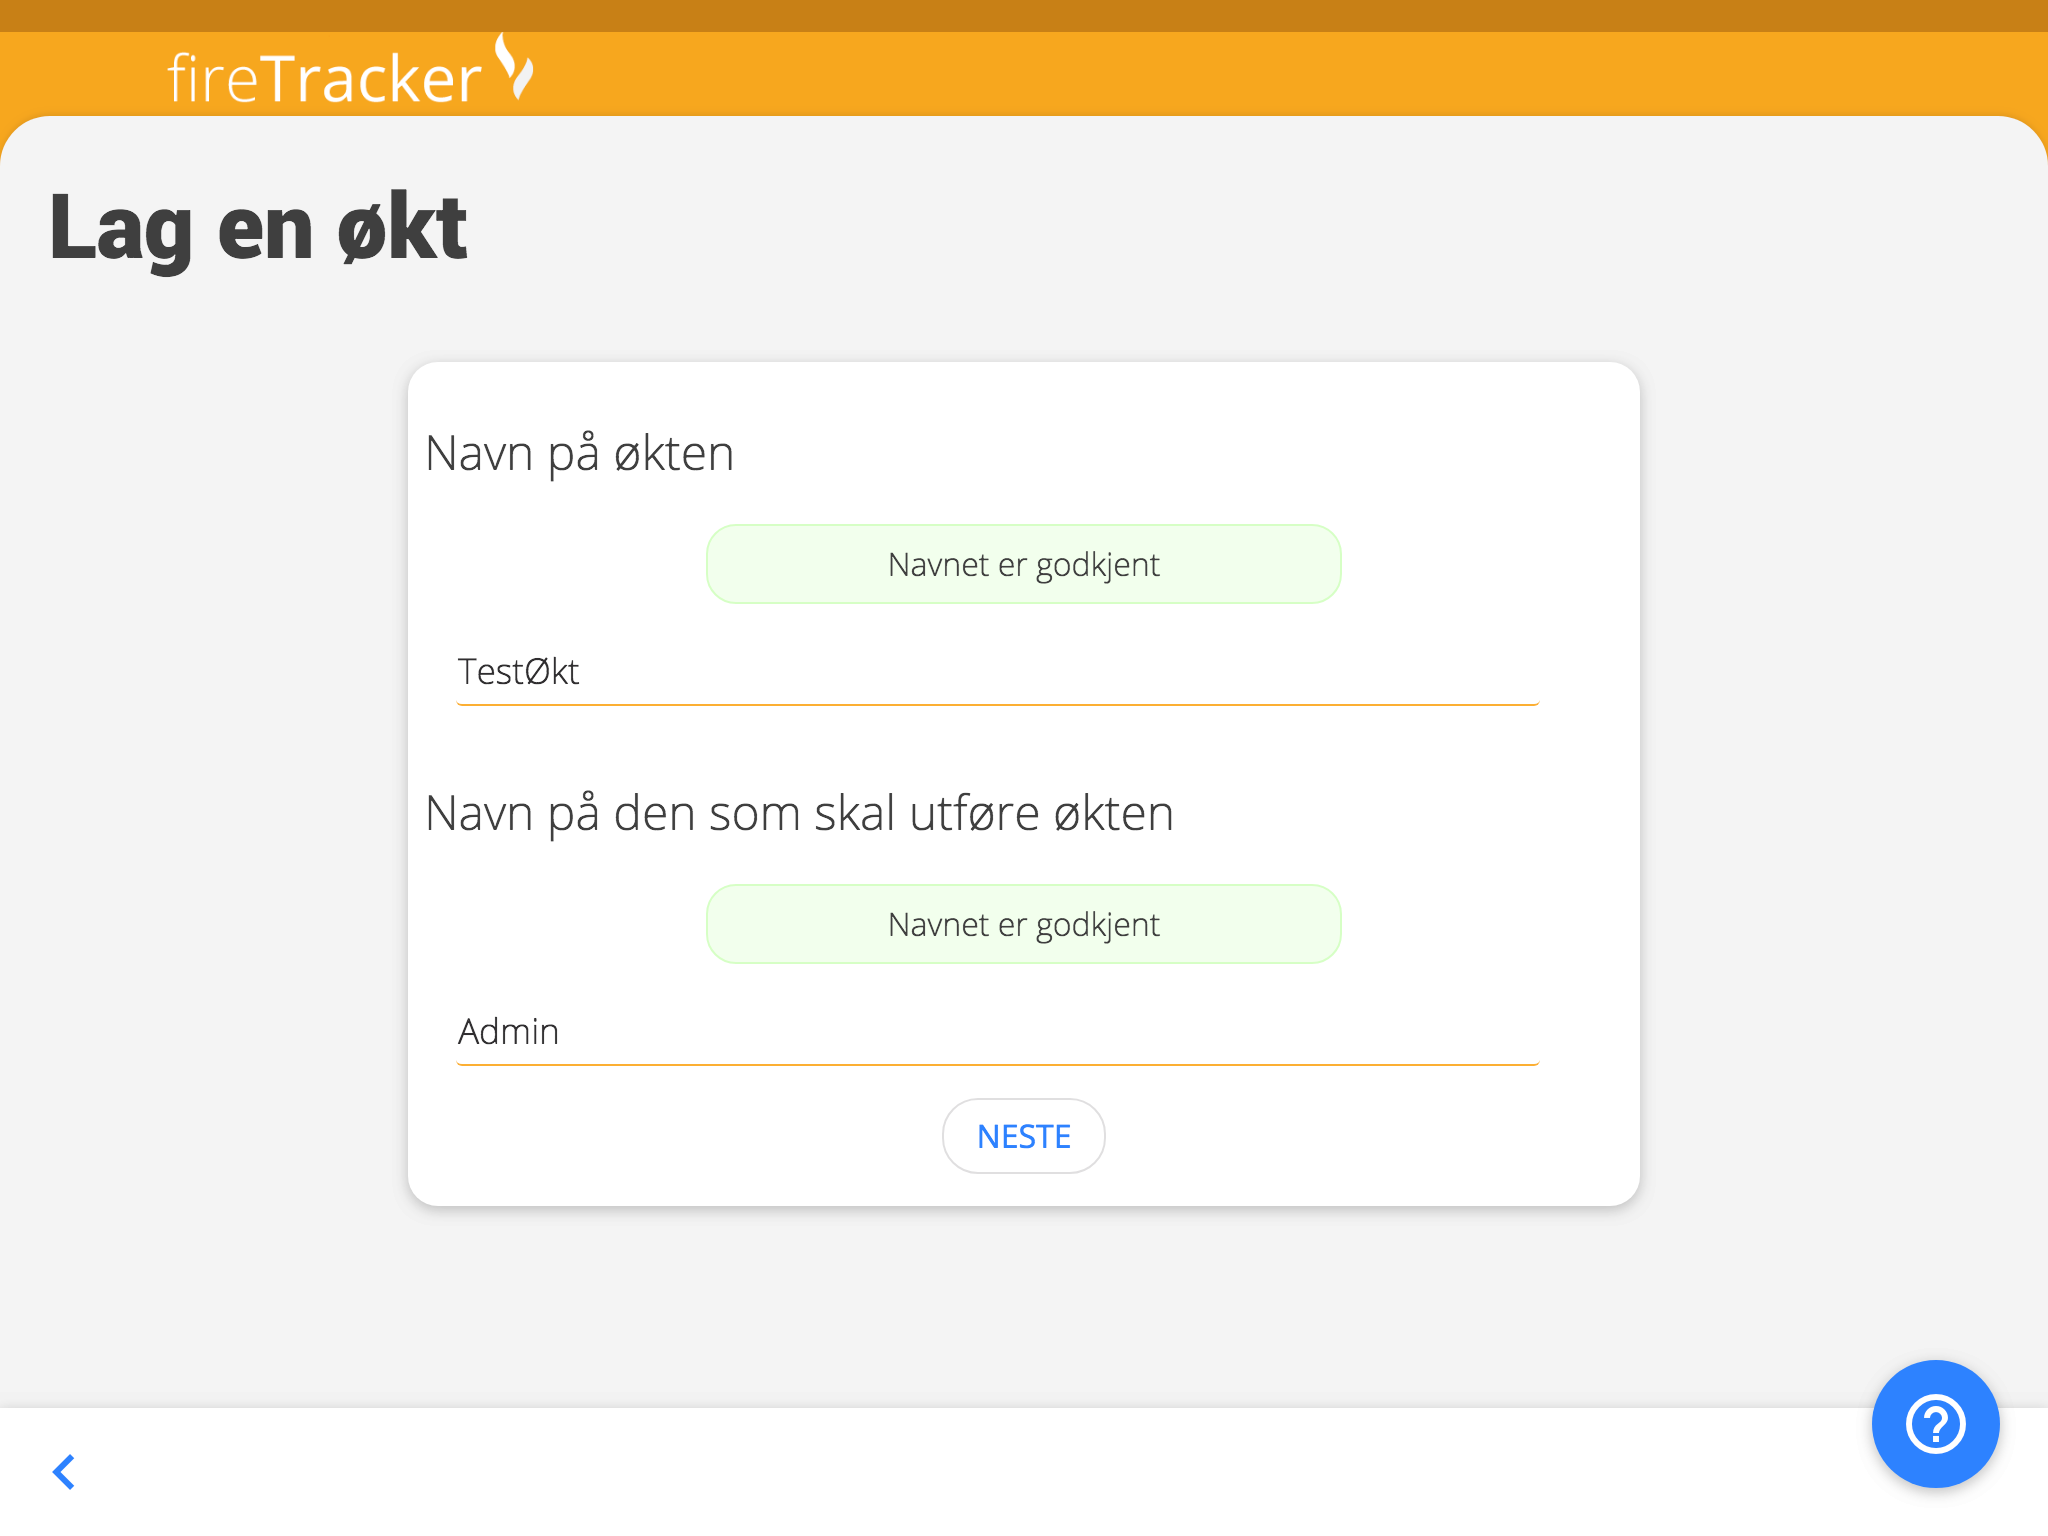 fireTracker
Lag en økt
Navn på økten
Navnet er godkjent
TestØkt
Navn på den som skal utføre økten
Navnet er godkjent
Admin
NESTE